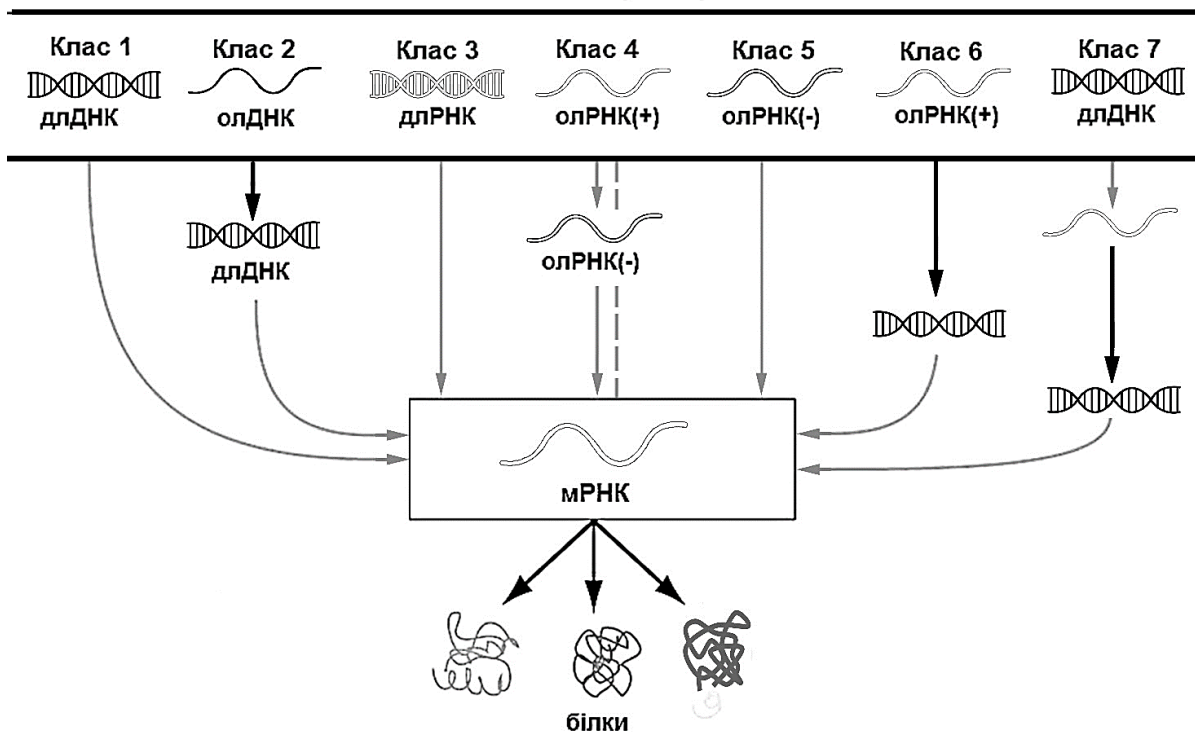 Клас 1 Клас 2 Клас 3 Клас 4 Клас 5 Клас 6 Клас 7
длДНК олДНК длРНК олРНК(+) олРНК(-) олРНК(+) длДНК
длДНК олРНК(-)
мРНК
білки